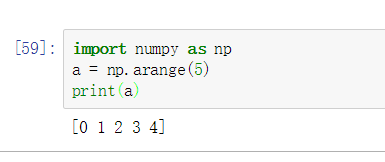 [59]: import numpy as np
a = np.arange(5)
print(a)
[0 1 2 3 4]